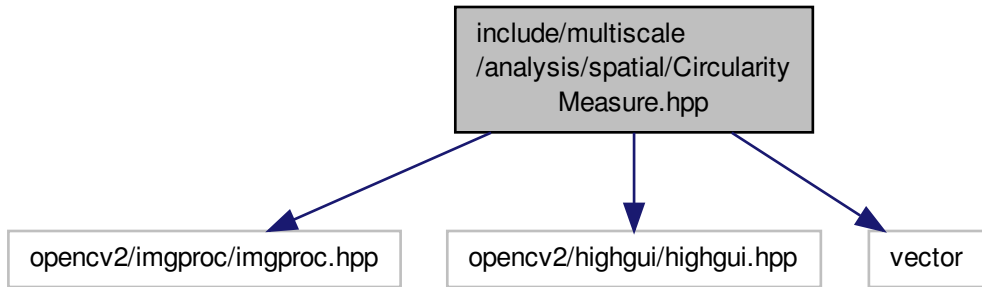 include/multiscale
/analysis/spatial/Circularity
Measure.hpp
opencv2/imgproc/imgproc.hpp
opencv2/highgui/highgui.hpp
vector